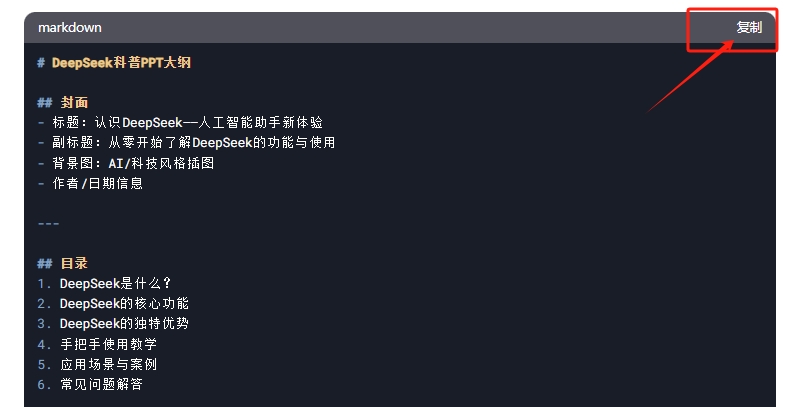 markdown
复制
# DeepSeek科普PPT大纲
## 封面
- 标题：认识DeepSeek——人工智能助手新体验
- 副标题：从零开始了解DeepSeek的功能与使用
- 背景图：AI/科技风格插图
- 作者/日期信息
---
## 目录
1. DeepSeek是什么？
2. DeepSeek的核心功能
3. DeepSeek的独特优势
4. 手把手使用教学
5. 应用场景与案例
6. 常见问题解答